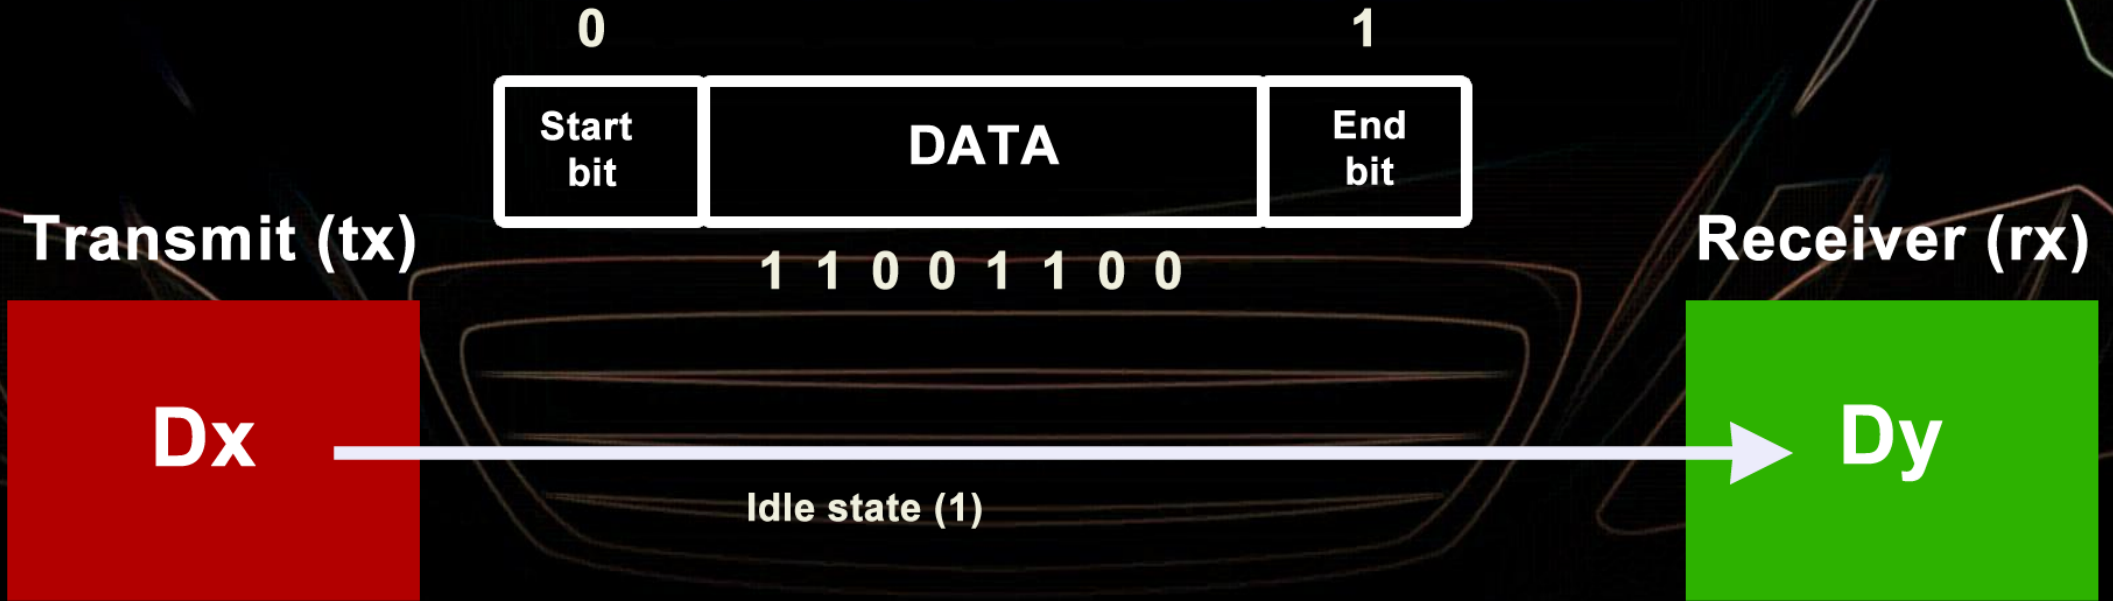 0 1
Start
bit
DATA
End
bit
Transmit (tx)
Receiver (rx)
1 1 0 0 1 1 0 0
Dx
Dy
Idle state (1)